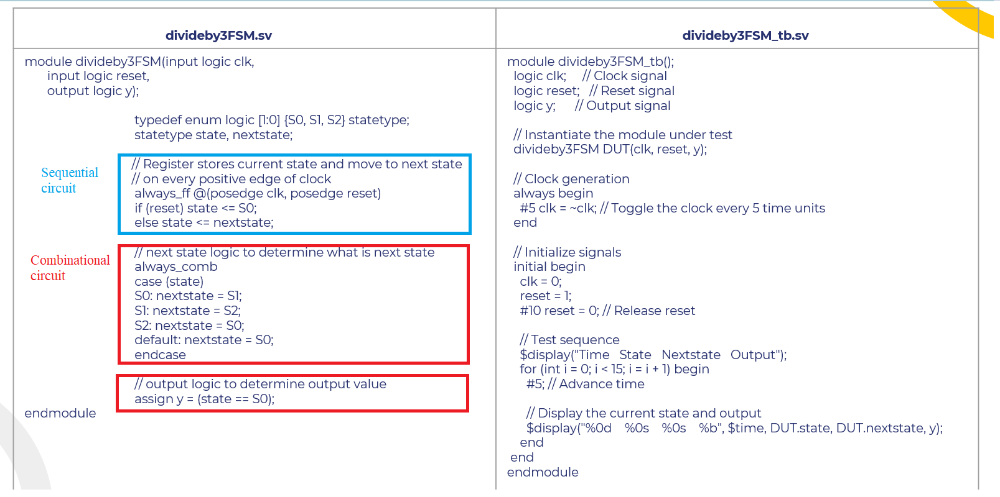 divideby3FSM.sv
module divideby3FSM(input logic clk,
input logic reset,
output logic y);
typedef enum logic [1:0] {S0, S1, S2} statetype;
statetype state, nextstate;
Sequential
circuit
// Register stores current state and move to next state
// on every positive edge of clock
always_ff @(posedge clk, posedge reset)
if (reset) state <= S0;
else state <= nextstate;
Combinational
circuit
// next state logic to determine what is next state
always_comb
case (state)
S0: nextstate = S1;
S1: nextstate = S2;
S2: nextstate = S0;
default: nextstate = S0;
endcase
// output logic to determine output value
assign y = (state == S0);
endmodule
divideby3FSM_tb.sv
module divideby3FSM_tb();
logic clk; // Clock signal
logic reset; // Reset signal
logic y; // Output signal
// Instantiate the module under test
divideby3FSM DUT(clk, reset, y);
// Clock generation
always begin
#5 clk = ~clk; // Toggle the clock every 5 time units
end
// Initialize signals
initial begin
clk = 0;
reset = 1;
#10 reset = 0; // Release reset
// Test sequence
$display("Time State Nextstate Output");
for (int i = 0; i < 15; i = i + 1) begin
#5; // Advance time
// Display the current state and output
$display("%0d %0s %0s %b", $time, DUT.state, DUT.nextstate, y);
end
end
endmodule